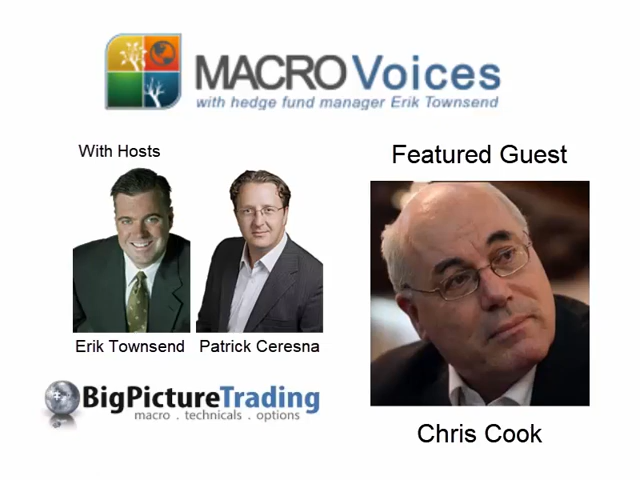 MACRO Voices
with hedge fund manager Erik Townsend
With Hosts
Featured Guest
Erik Townsend
Patrick Ceresna
BigPictureTrading
macro . technicals . options
Chris Cook